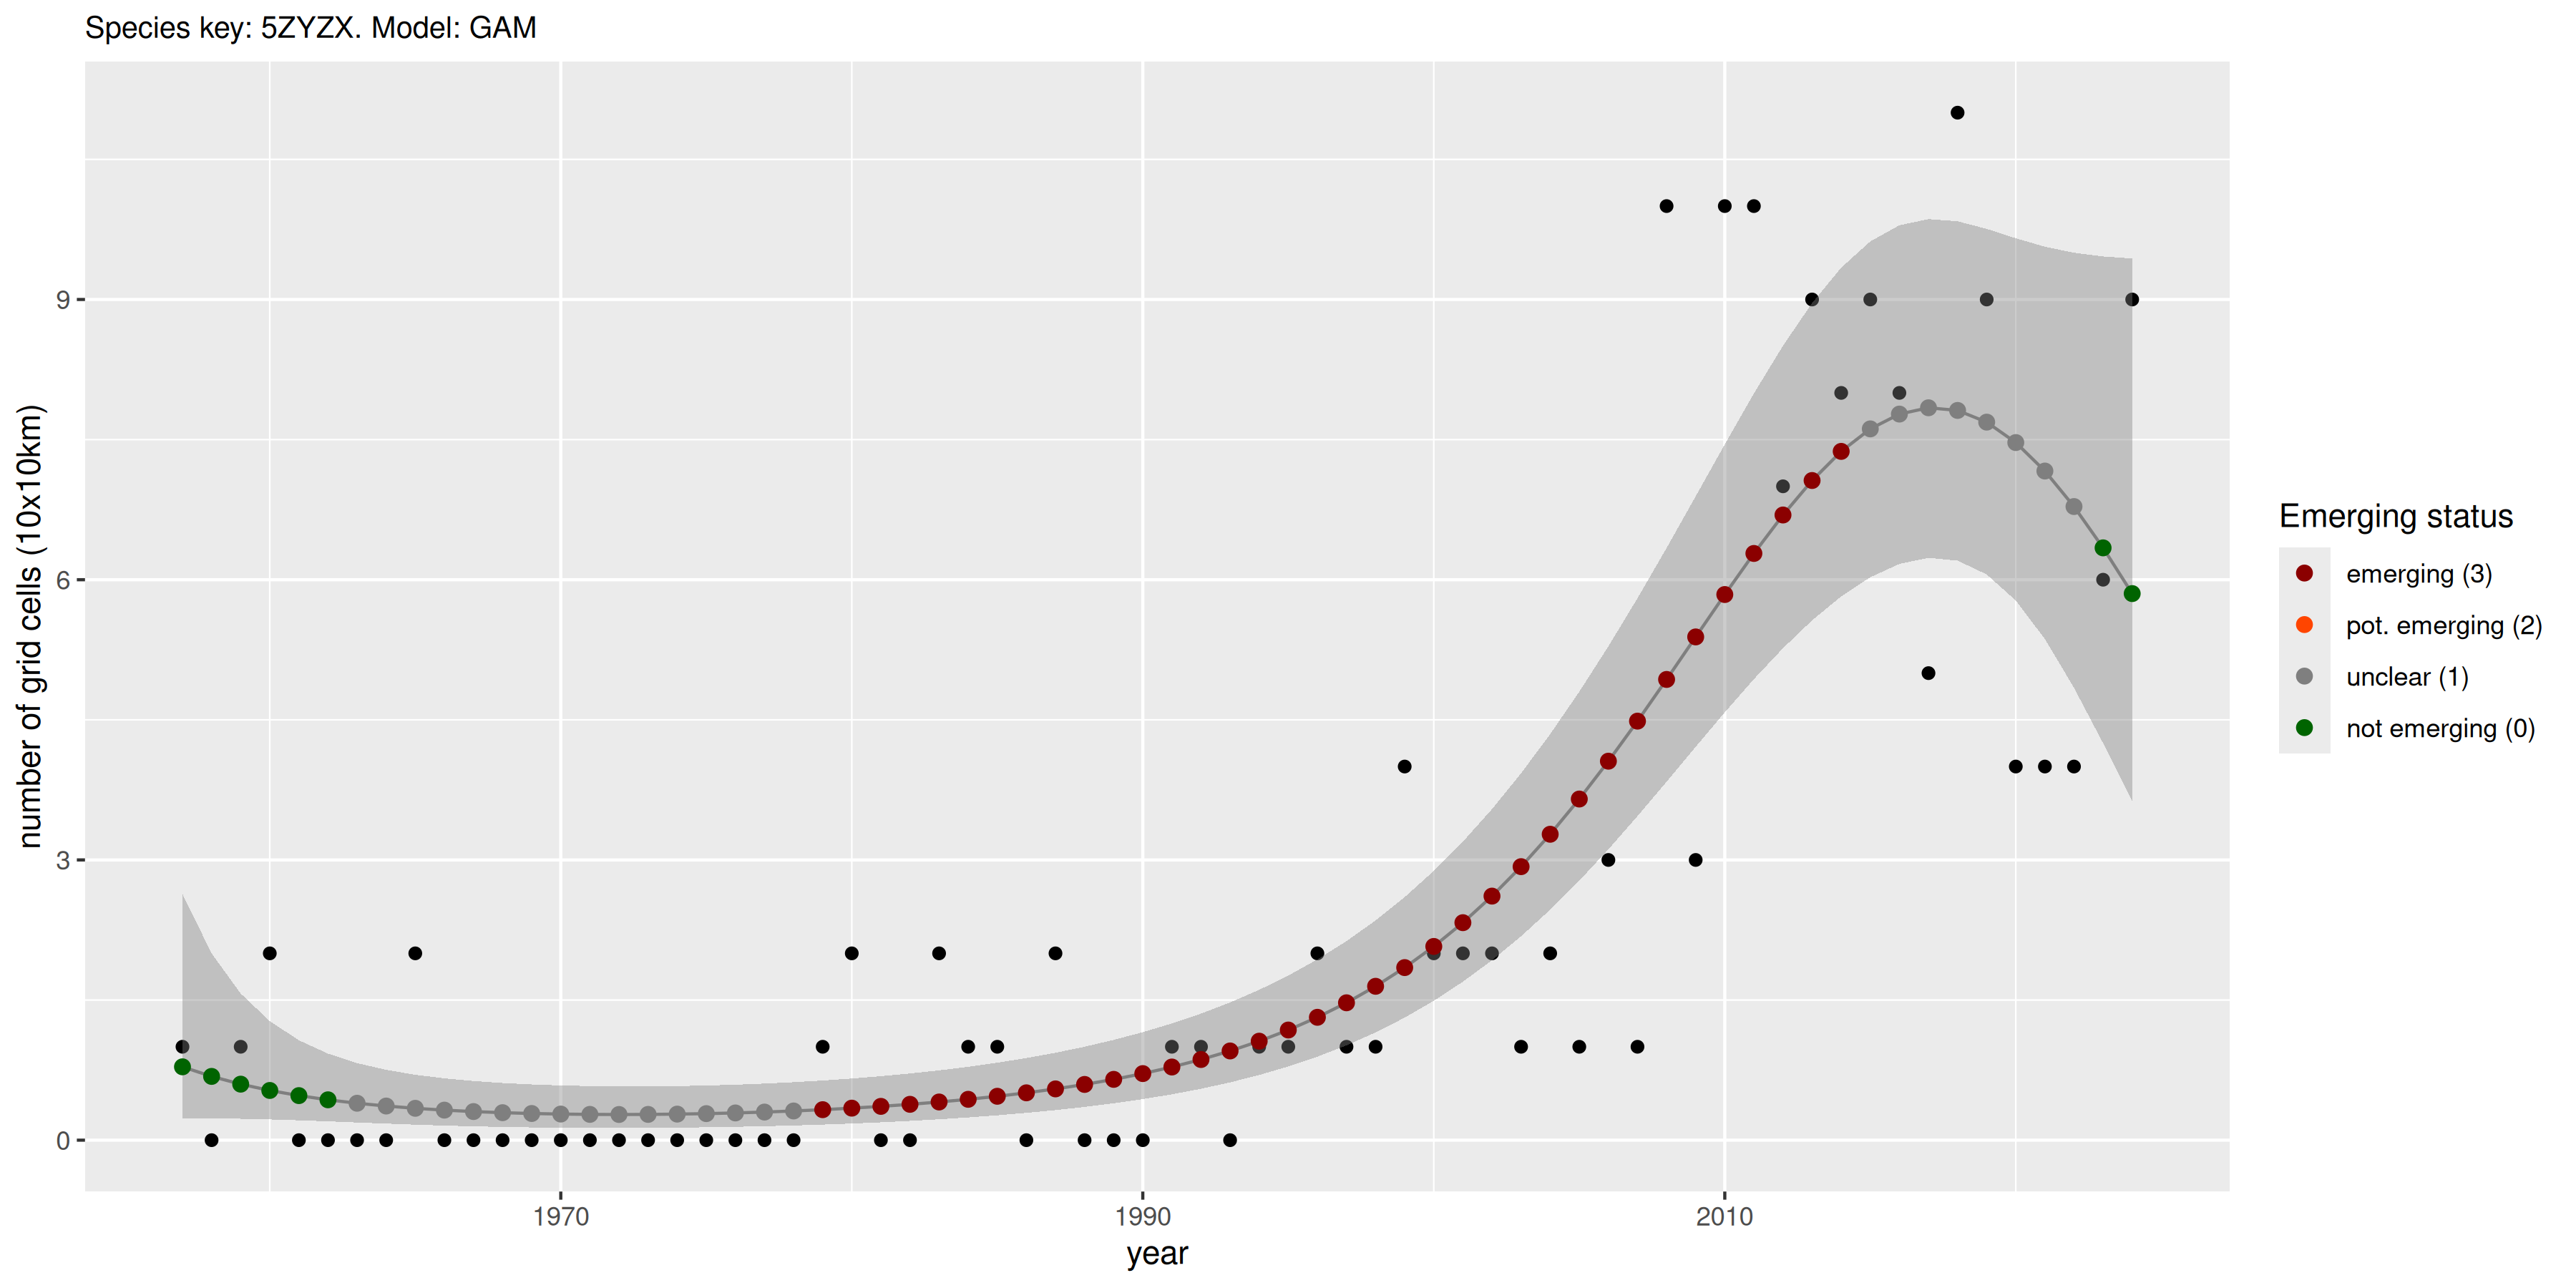 Species key: 5ZYZX. Model: GAM
number of grid cells (10x10km)
9
6
3
0
1970
1990
2010
year
Emerging status
emerging (3)
pot. emerging (2)
unclear (1)
not emerging (0)